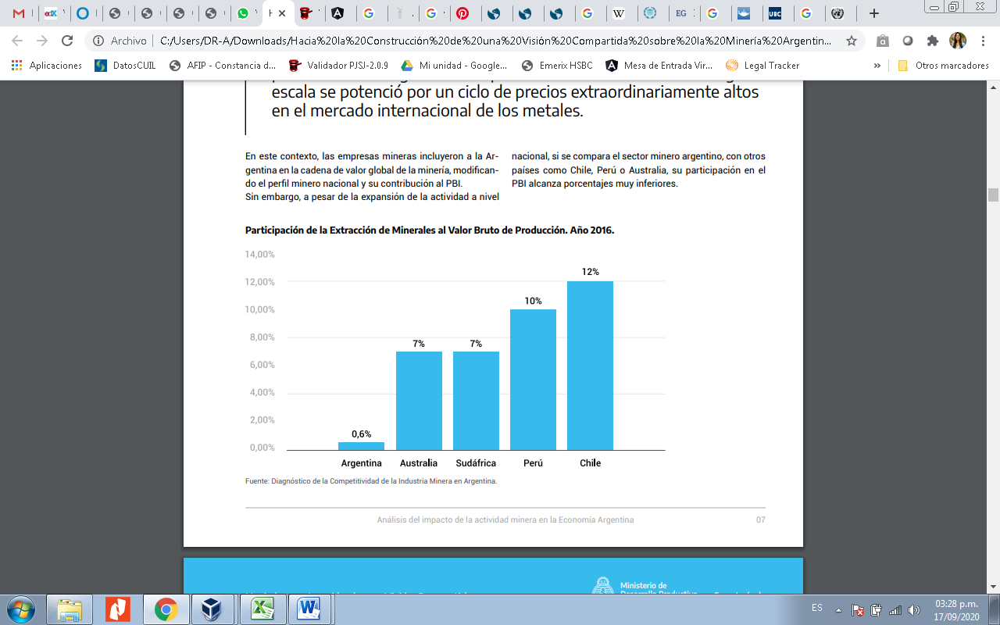 EG
UBC
Archivo
C:/Users/DR-A/Downloads/Hacia%20la%20Construcción%20de%20una%20Visión%20Compartida%20sobre%20la%20Minería%20Argentin...
Aplicaciones
DatosCUIL
AFIP - Constancia d...
Validador PJSJ-2.0.9
Mi unidad - Google...
Emerix HSBC
Mesa de Entrada Vir...
Legal Tracker
»
Otros marcadores
escala se potenció por un ciclo de precios extraordinariamente altos
en el mercado internacional de los metales.
En este contexto, las empresas mineras incluyeron a la Ar-
gentina en la cadena de valor global de la minería, modifican-
do el perfil minero nacional y su contribución al PBI.
Sin embargo, a pesar de la expansión de la actividad a nivel
nacional, si se compara el sector minero argentino, con otros
países como Chile, Perú o Australia, su participación en el
PBI alcanza porcentajes muy inferiores.
Participación de la Extracción de Minerales al Valor Bruto de Producción. Año 2016.
14,00%
12,00%
10,00%
8,00%
6,00%
4,00%
2,00%
0,00%
0,6%
7%
7%
10%
12%
Argentina
Australia
Sudáfrica
Perú
Chile
Fuente: Diagnóstico de la Competitividad de la Industria Minera en Argentina.
Análisis del impacto de la actividad minera en la Economía Argentina
07
Ministerio de
ES
03:28 p.m.
17/09/2020